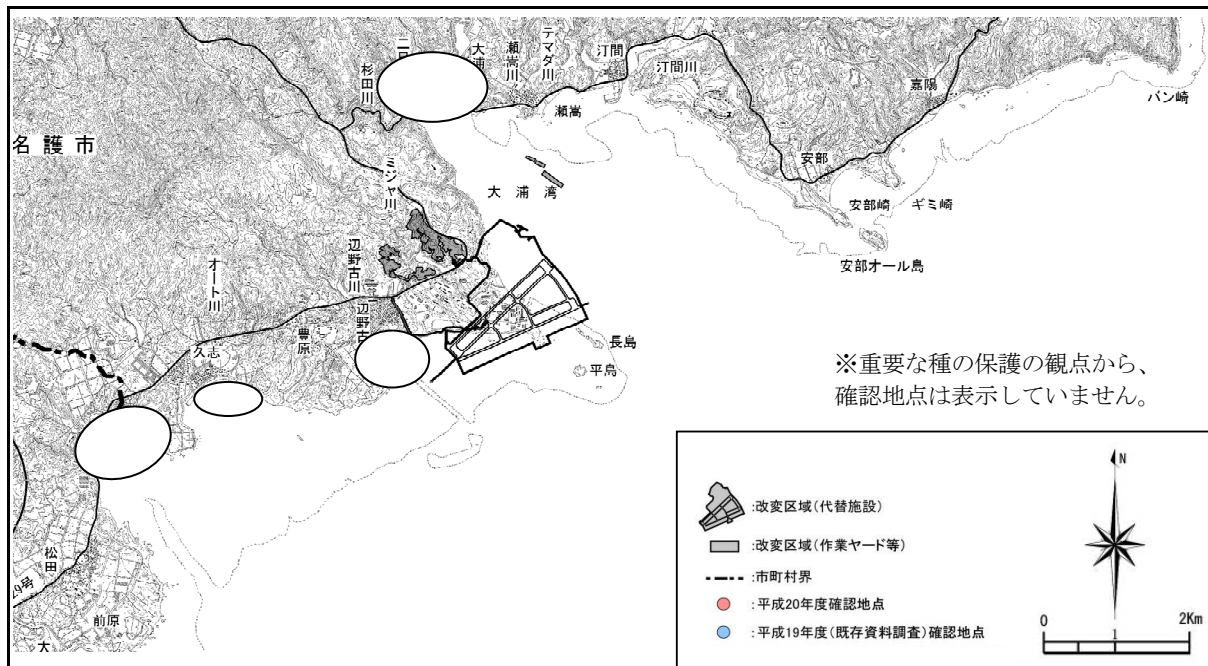 名護市
杉田川
二
大浦
瀬嵩川
テマダ川
汀間
汀間川
瀬嵩
嘉陽
バン崎
安部
安部崎
ギミ崎
安部オール島
大浦湾
ミジャ川
辺野古川
辺野古
オート川
豊原
久志
長島
平島
松田
29号
前原
大
※重要な種の保護の観点から、
確認地点は表示していません。
:改変区域(代替施設)
:改変区域(作業ヤード等)
:市町村界
:平成20年度確認地点
:平成19年度(既存資料調査)確認地点
N
0 1 2Km